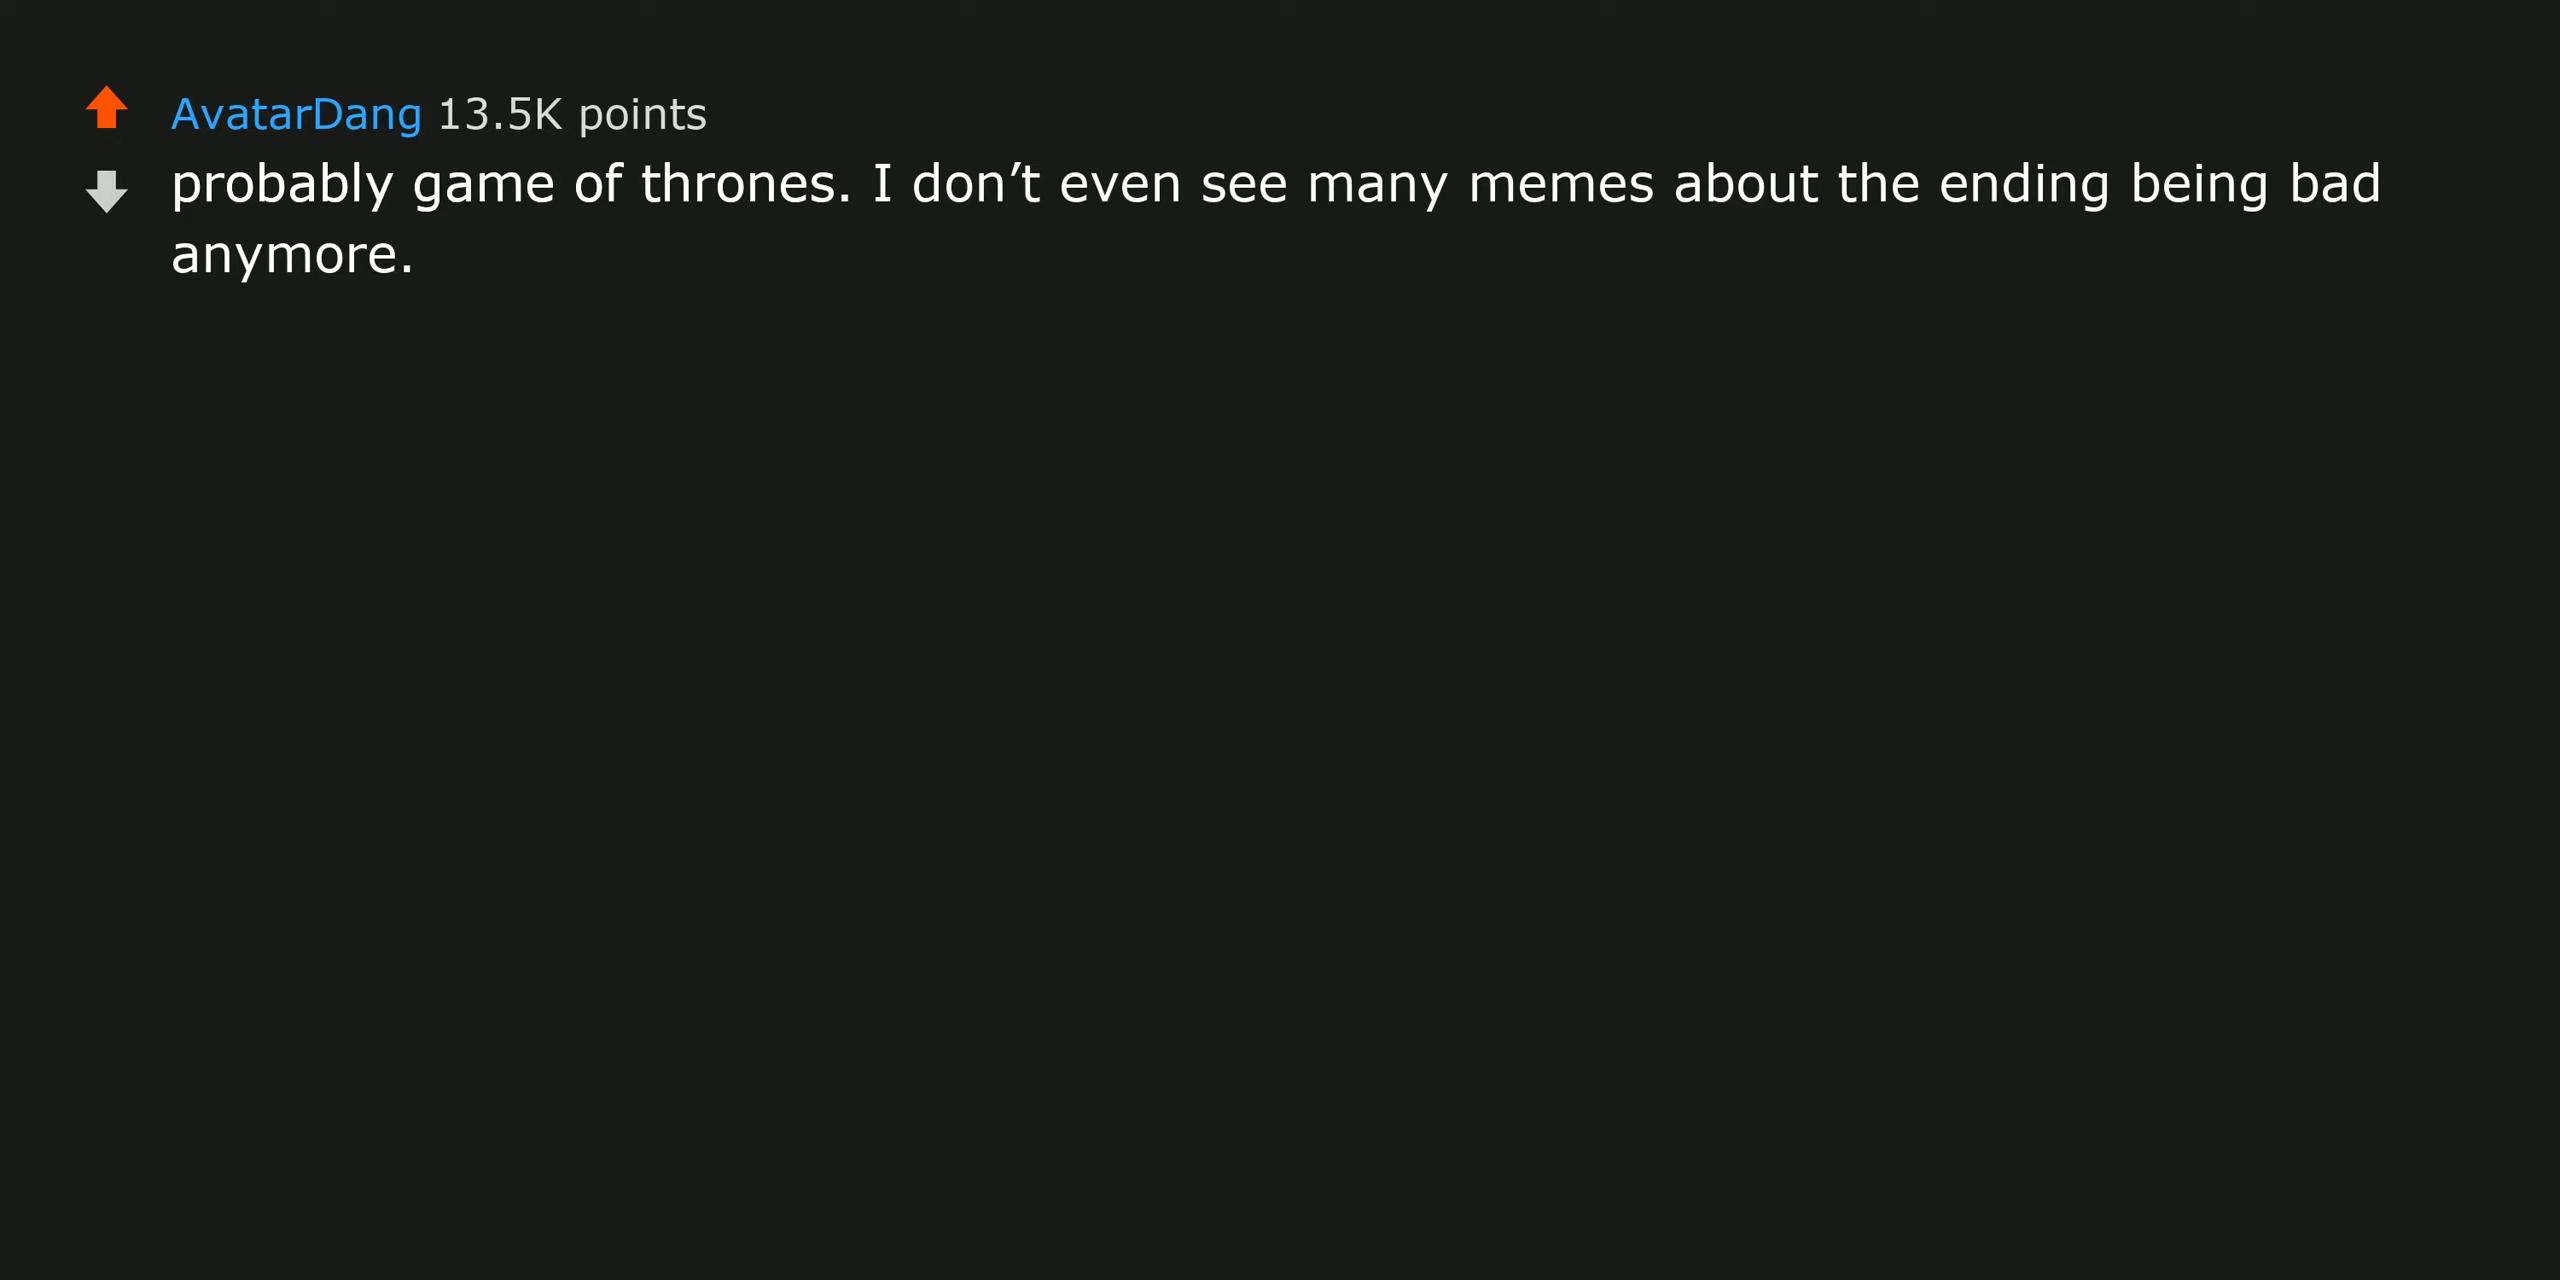 AvatarDang 13.5K points
probably game of thrones. I don’t even see many memes about the ending being bad
anymore.